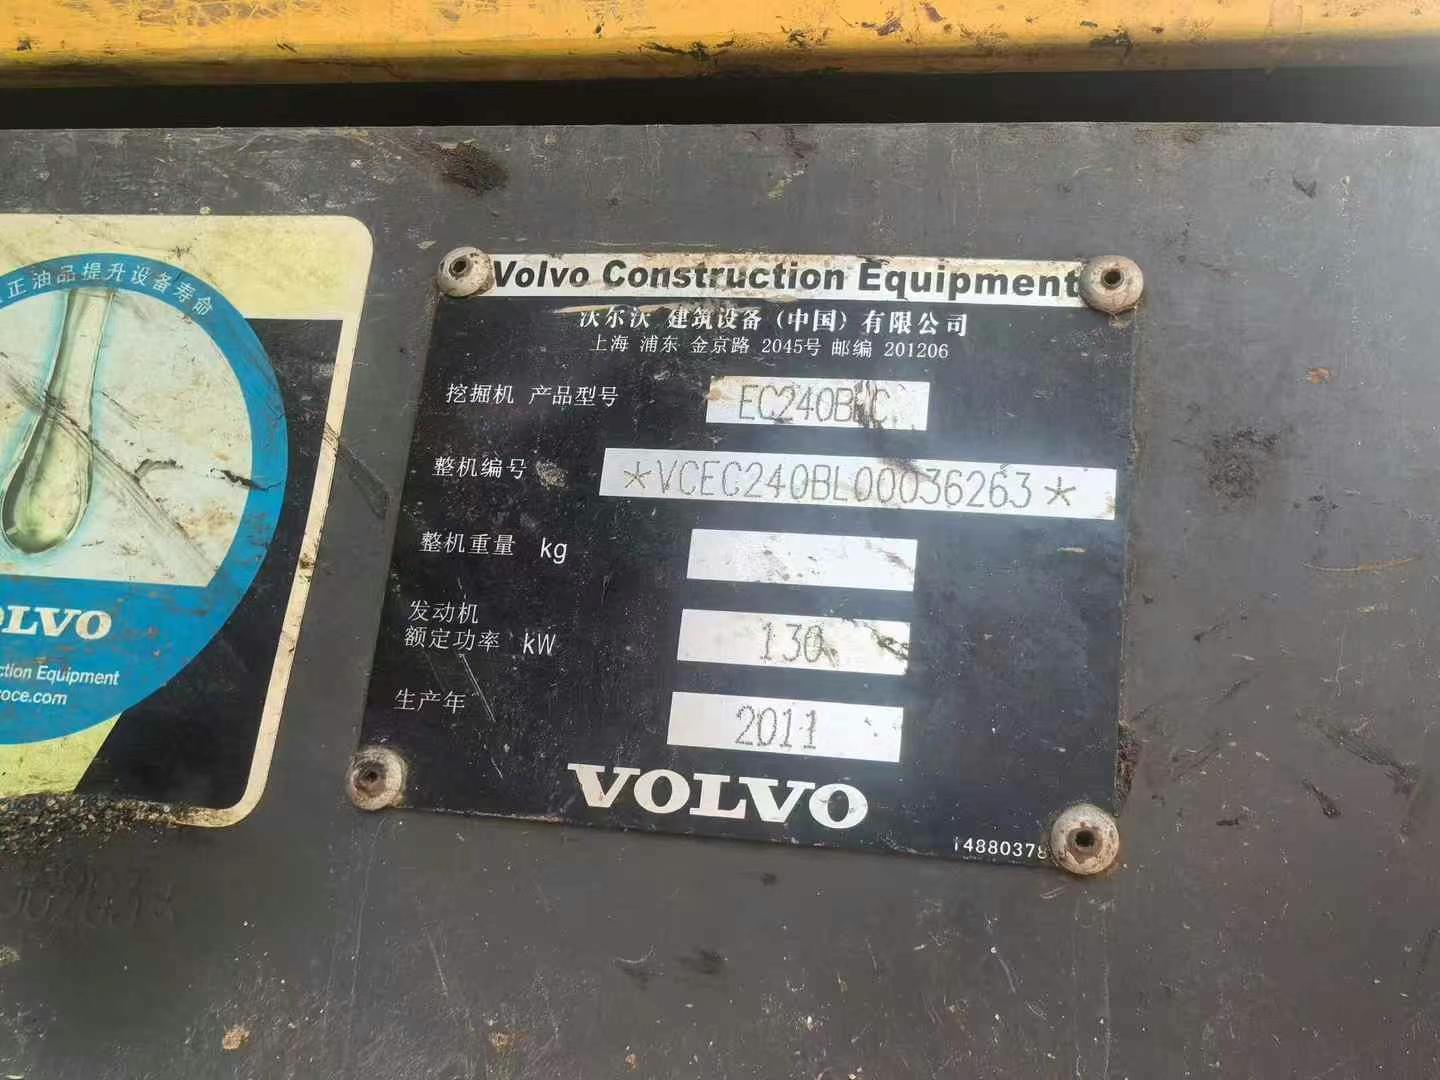 正油品提升设备寿命
OLVO
ction Equipment
oce.com
Volvo Construction Equipment
沃尔沃 建筑设备(中国)有限公司
上海 浦东 金京路 2045号 邮编 201206
挖掘机 产品型号 EC240BLC
整机编号 *VCEC240BL00036263*
整机重量 kg
发动机
额定功率 kW 130
生产年 2011
VOLVO
1488037